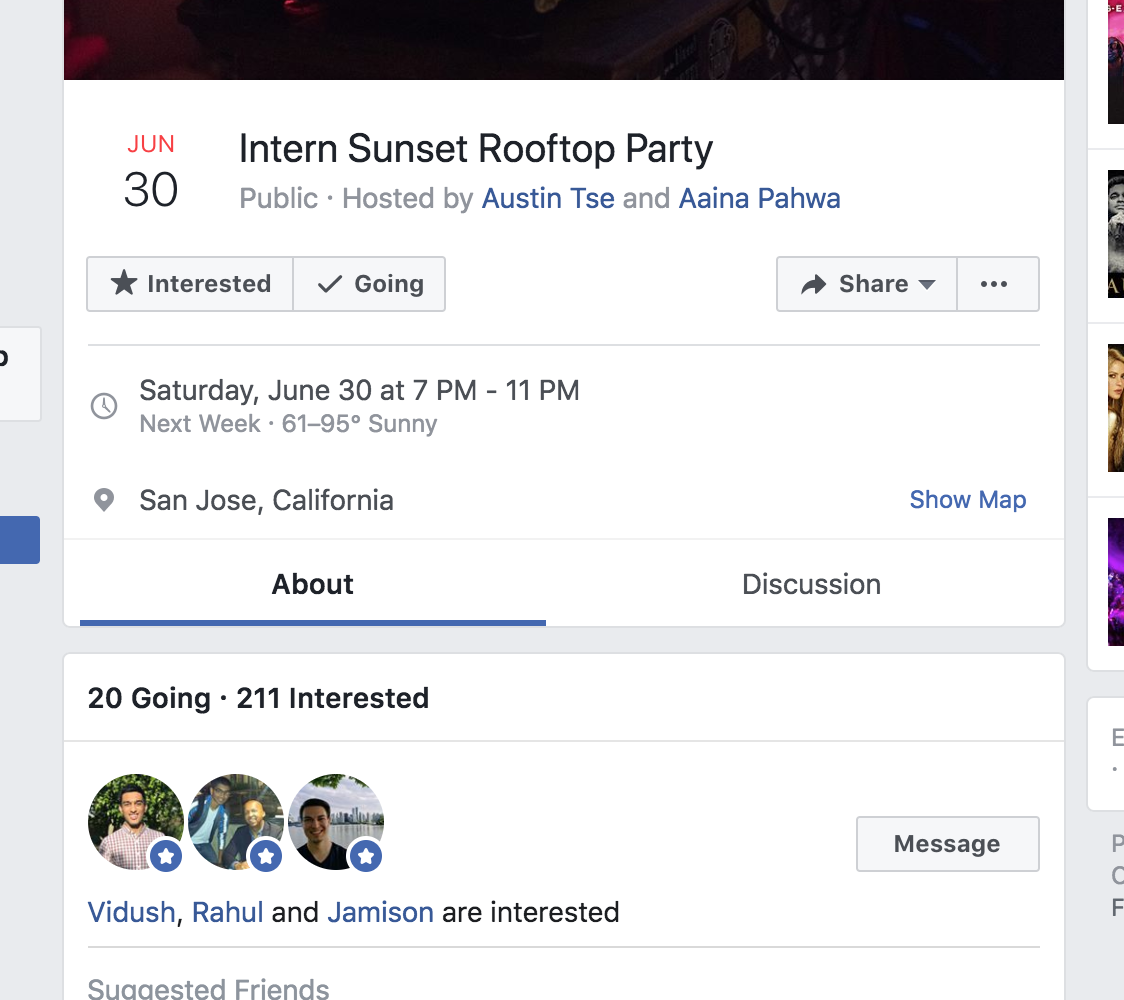 JUN
30
Intern Sunset Rooftop Party
Public · Hosted by Austin Tse and Aaina Pahwa
Interested
Going
Share
Saturday, June 30 at 7 PM - 11 PM
Next Week · 61–95° Sunny
San Jose, California
Show Map
About
Discussion
20 Going · 211 Interested
Message
Vidush, Rahul and Jamison are interested
Suggested Friends